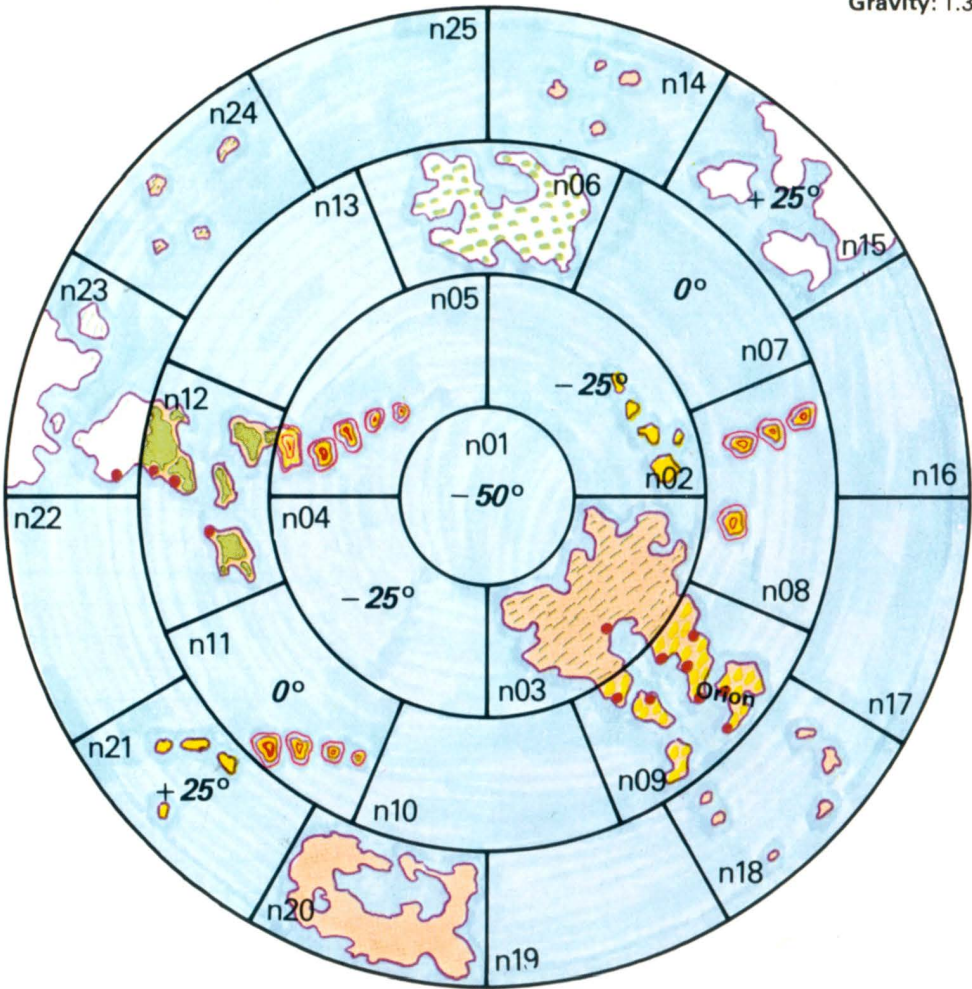 Gravity: 1.3
n25
n14
n24
+ 25°
n15
n13
n06
0°
n23
n05
n07
− 25°
n12
n01
n02
n16
− 50°
n22
n04
− 25°
n08
n11
n03
Orion
n17
0°
n21
+ 25°
n10
n09
n18
n20
n19